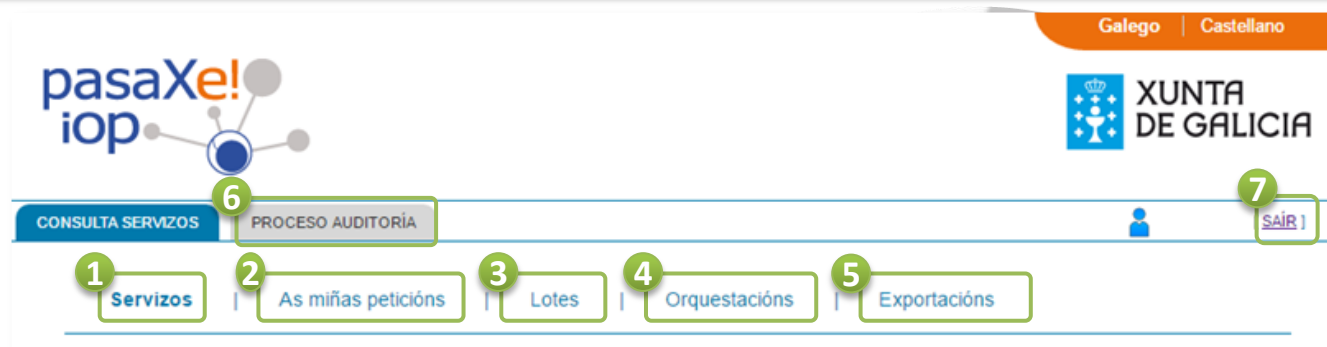 Galego | Castellano
pasaXe!
iop
XUNTA
DE GALICIA
6
7
CONSULTA SERVIZOS
PROCESO AUDITORÍA
[ SAÍR ]
1
2
3
4
5
Servizos | As miñas peticións | Lotes | Orquestacións | Exportacións